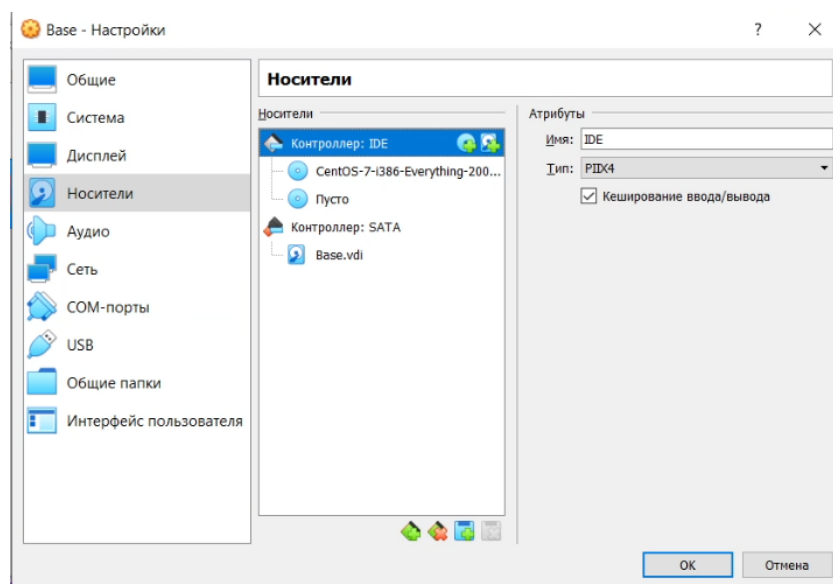 Base - Настройки
?
Общие
Система
Дисплей
Носители
Аудио
Сеть
COM-порты
USB
Общие папки
Интерфейс пользователя
Носители
Носители
Контроллер: IDE
CentOS-7-i386-Everything-200...
Пусто
Контроллер: SATA
Base.vdi
Атрибуты
Имя: IDE
Тип: PIIX4
Кеширование ввода/вывода
OK
Отмена